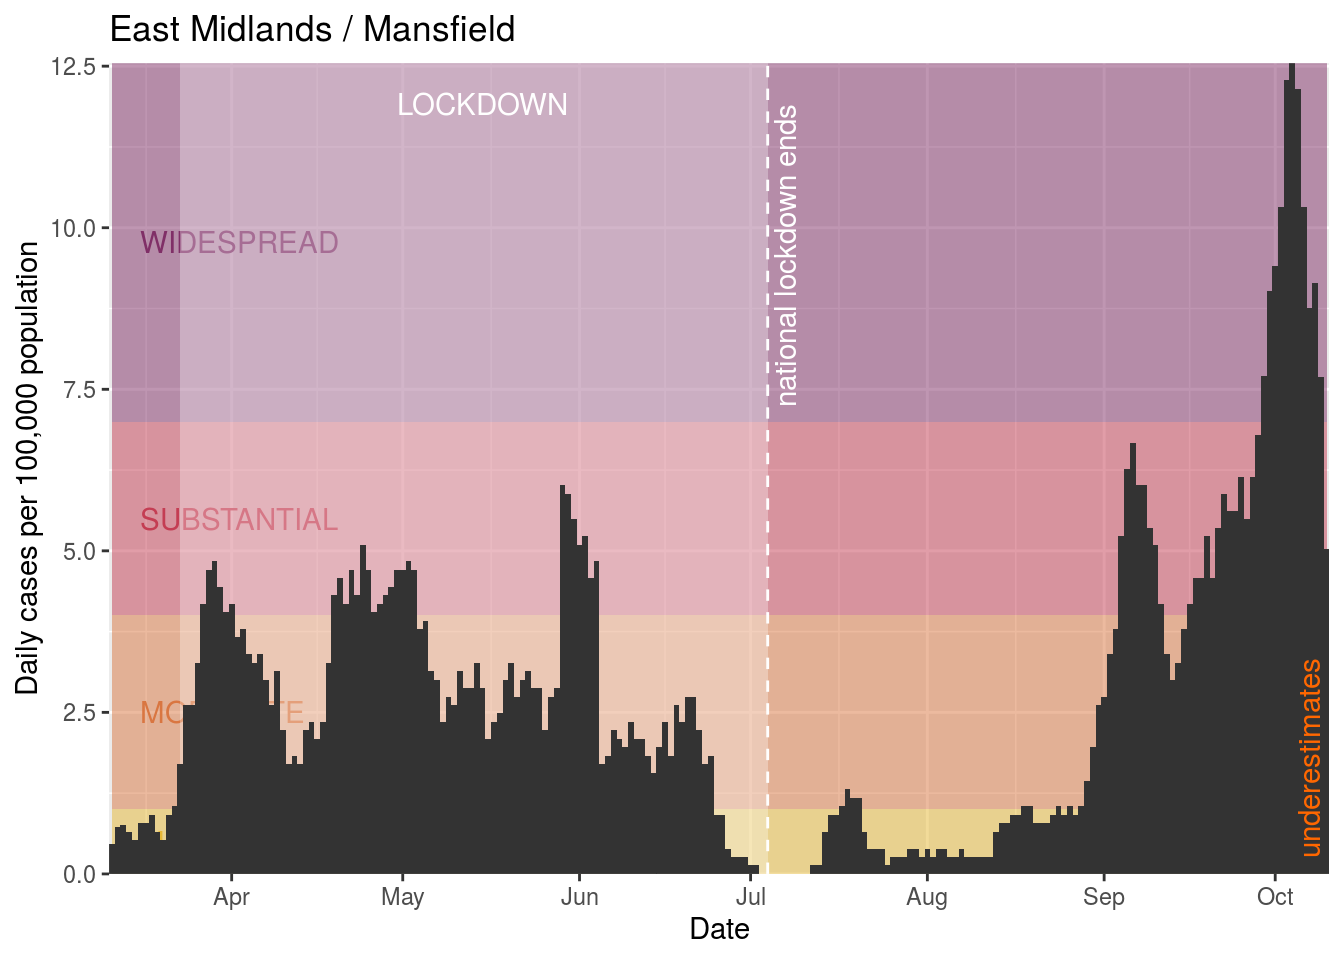 East Midlands / Mansfield
Daily cases per 100,000 population
12.5
10.0
7.5
5.0
2.5
0.0
LOCKDOWN
WIDESPREAD
SUBSTANTIAL
national lockdown ends
underestimates
Apr
May
Jun
Jul
Aug
Sep
Oct
Date